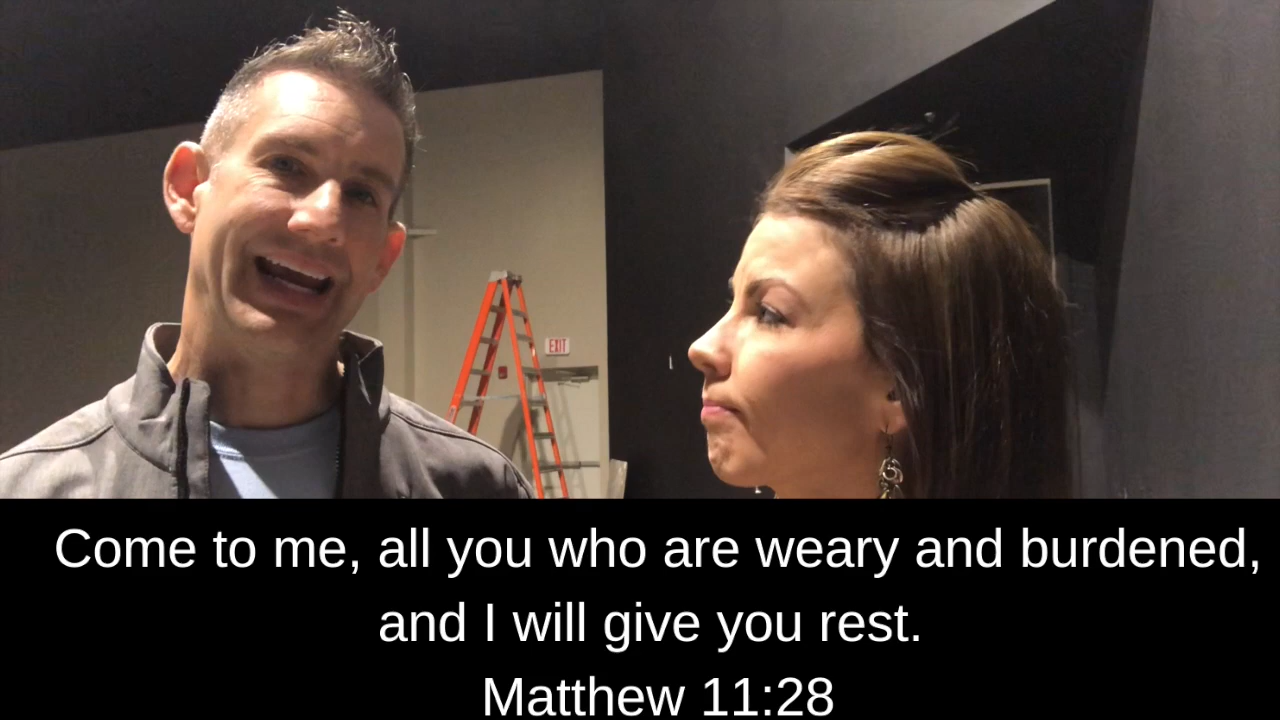 EXIT
Come to me, all you who are weary and burdened,
and I will give you rest.
Matthew 11:28